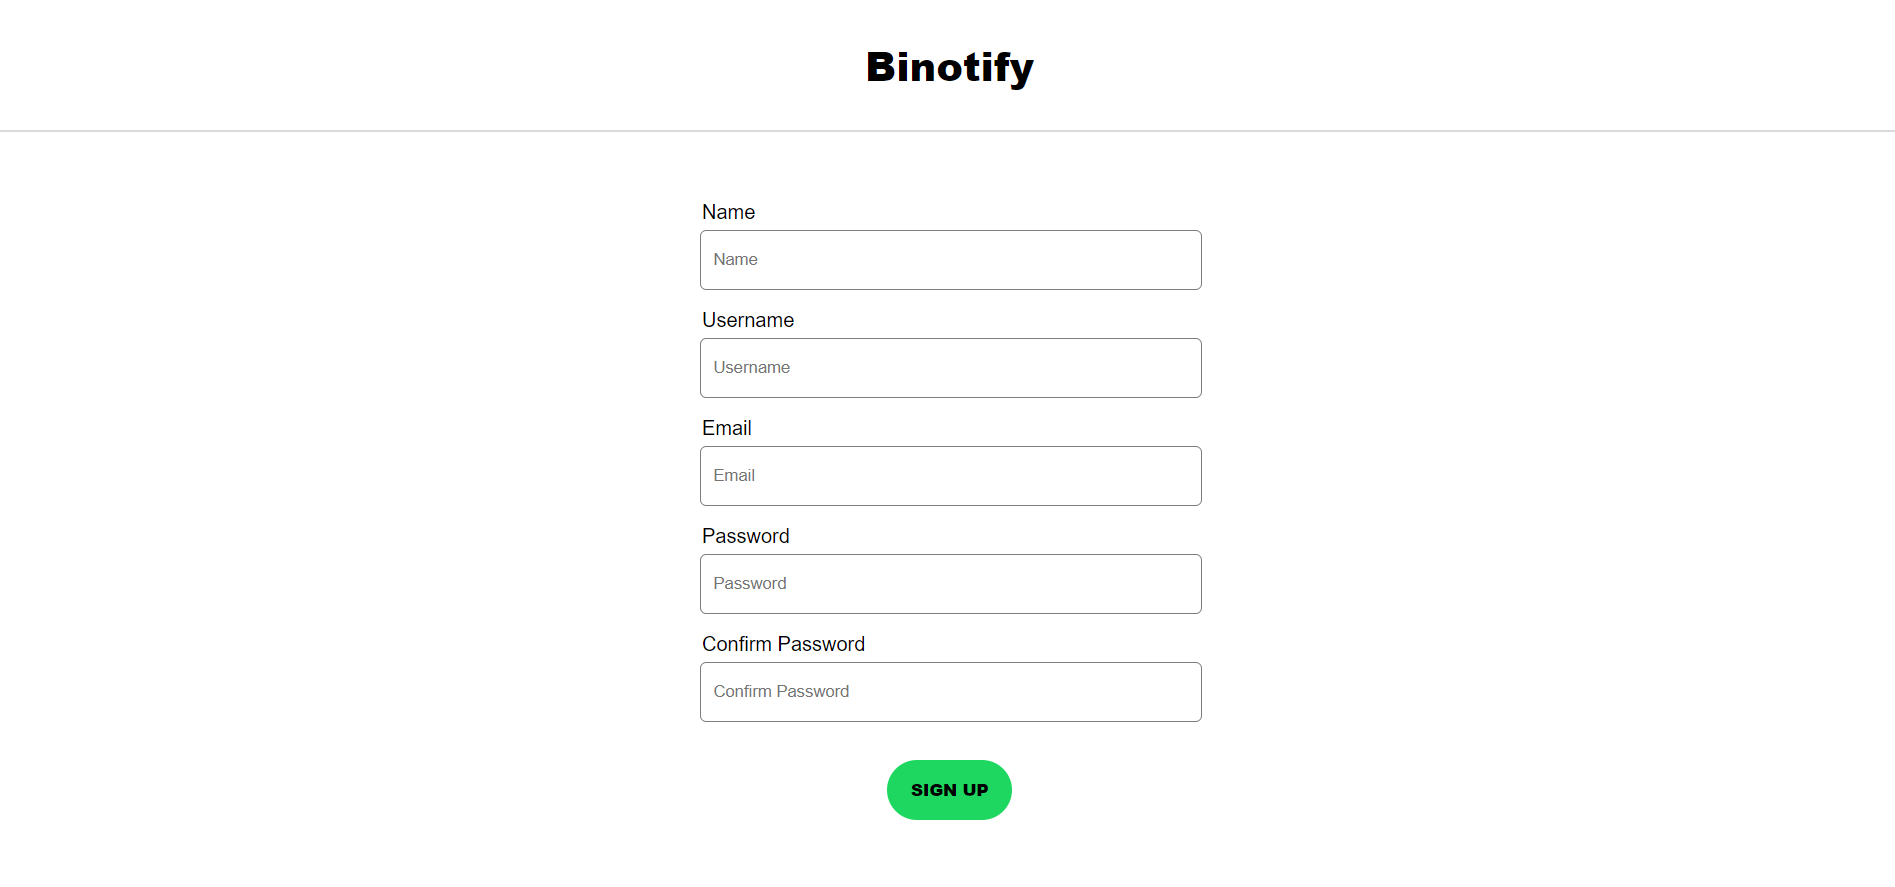 Binotify
Name
Name
Username
Username
Email
Email
Password
Password
Confirm Password
Confirm Password
SIGN UP